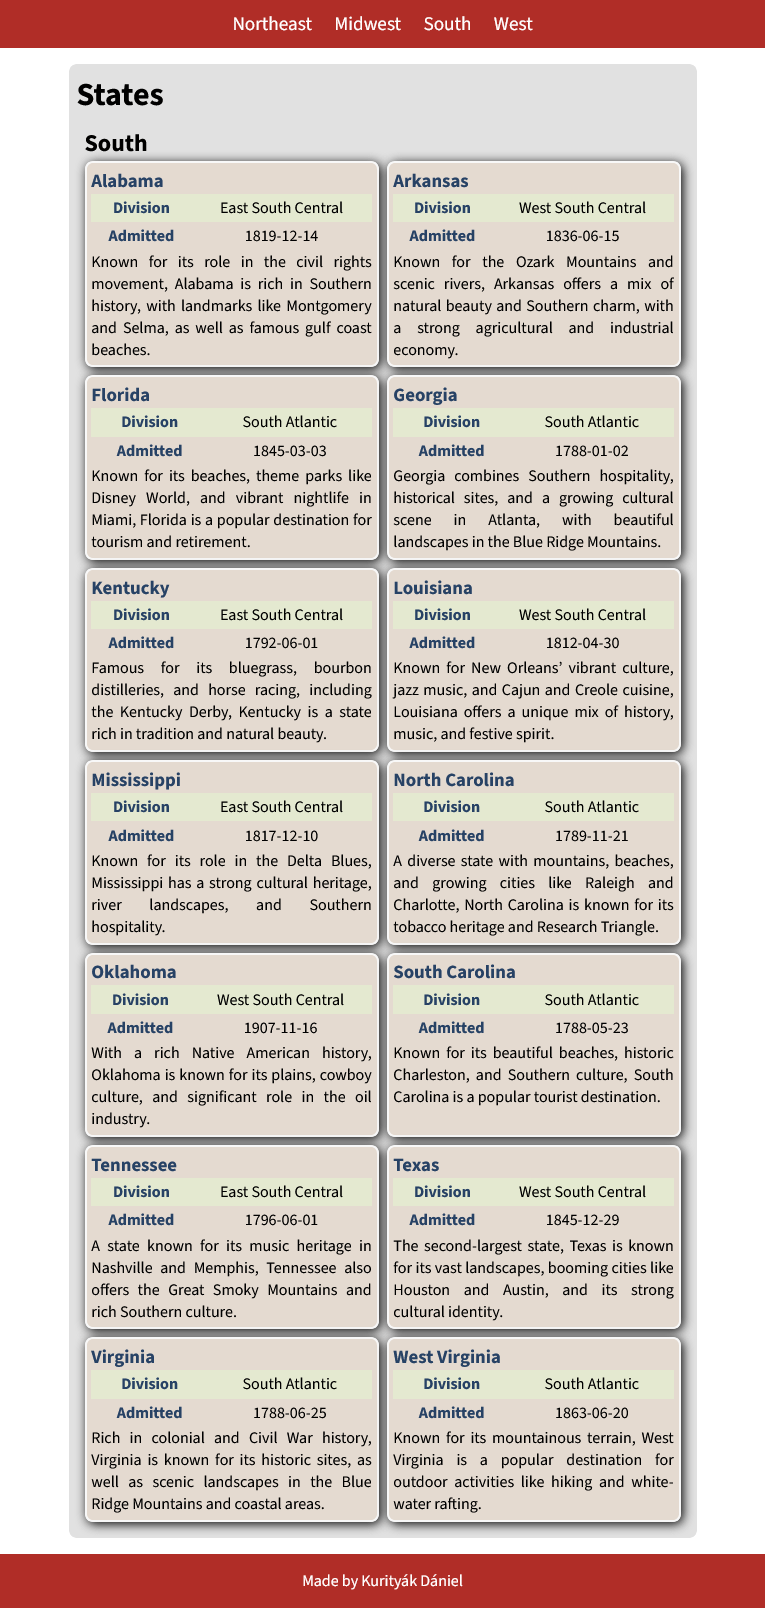 Northeast Midwest South West
States
South
Alabama
Division East South Central
Admitted 1819-12-14
Known for its role in the civil rights
movement, Alabama is rich in Southern
history, with landmarks like Montgomery
and Selma, as well as famous gulf coast
beaches.
Arkansas
Division West South Central
Admitted 1836-06-15
Known for the Ozark Mountains and
scenic rivers, Arkansas offers a mix of
natural beauty and Southern charm, with
a strong agricultural and industrial
economy.
Florida
Division South Atlantic
Admitted 1845-03-03
Known for its beaches, theme parks like
Disney World, and vibrant nightlife in
Miami, Florida is a popular destination for
tourism and retirement.
Georgia
Division South Atlantic
Admitted 1788-01-02
Georgia combines Southern hospitality,
historical sites, and a growing cultural
scene in Atlanta, with beautiful
landscapes in the Blue Ridge Mountains.
Kentucky
Division East South Central
Admitted 1792-06-01
Famous for its bluegrass, bourbon
distilleries, and horse racing, including
the Kentucky Derby, Kentucky is a state
rich in tradition and natural beauty.
Louisiana
Division West South Central
Admitted 1812-04-30
Known for New Orleans’ vibrant culture,
jazz music, and Cajun and Creole cuisine,
Louisiana offers a unique mix of history,
music, and festive spirit.
Mississippi
Division East South Central
Admitted 1817-12-10
Known for its role in the Delta Blues,
Mississippi has a strong cultural heritage,
river landscapes, and Southern
hospitality.
North Carolina
Division South Atlantic
Admitted 1789-11-21
A diverse state with mountains, beaches,
and growing cities like Raleigh and
Charlotte, North Carolina is known for its
tobacco heritage and Research Triangle.
Oklahoma
Division West South Central
Admitted 1907-11-16
With a rich Native American history,
Oklahoma is known for its plains, cowboy
culture, and significant role in the oil
industry.
South Carolina
Division South Atlantic
Admitted 1788-05-23
Known for its beautiful beaches, historic
Charleston, and Southern culture, South
Carolina is a popular tourist destination.
Tennessee
Division East South Central
Admitted 1796-06-01
A state known for its music heritage in
Nashville and Memphis, Tennessee also
offers the Great Smoky Mountains and
rich Southern culture.
Texas
Division West South Central
Admitted 1845-12-29
The second-largest state, Texas is known
for its vast landscapes, booming cities like
Houston and Austin, and its strong
cultural identity.
Virginia
Division South Atlantic
Admitted 1788-06-25
Rich in colonial and Civil War history,
Virginia is known for its historic sites, as
well as scenic landscapes in the Blue
Ridge Mountains and coastal areas.
West Virginia
Division South Atlantic
Admitted 1863-06-20
Known for its mountainous terrain, West
Virginia is a popular destination for
outdoor activities like hiking and white-
water rafting.
Made by Kurityák Dániel